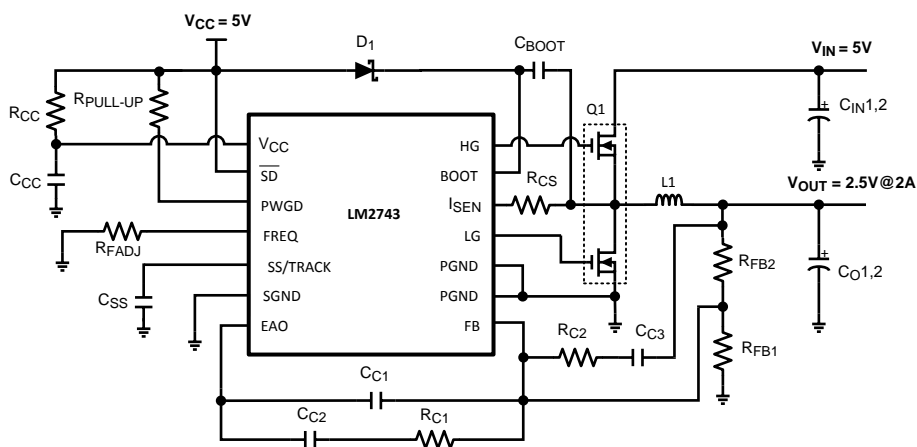 VCC = 5V
D1
CBOOT
VIN = 5V
RCC
RPULL-UP
Q1
CIN1,2
+
VCC
HG
CCC
SD
BOOT
RCS
L1
VOUT = 2.5V@2A
PWGD
LM2743
ISEN
FREQ
LG
RFADJ
SS/TRACK
PGND
RFB2
+
CO1,2
CSS
SGND
PGND
EAO
FB
RC2
CC3
RFB1
CC1
CC2
RC1